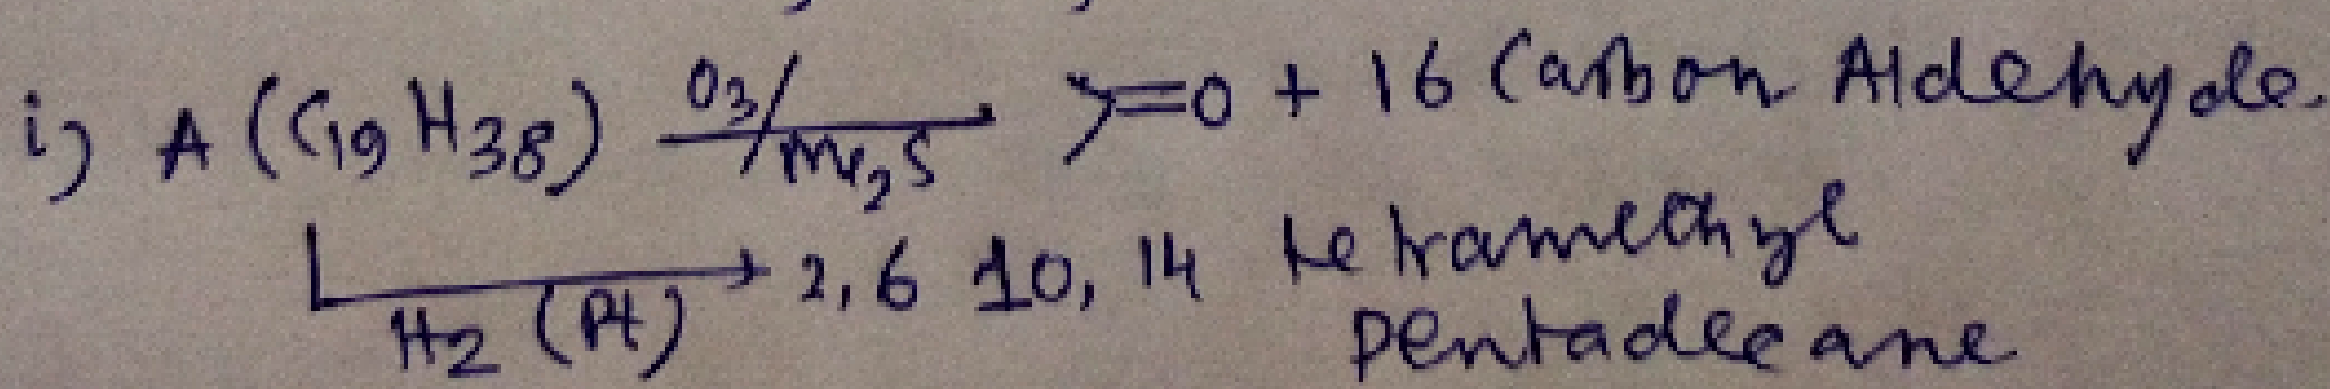 i) A (C19H38) O3/Me2S >=O + 16 Carbon Aldehyde.
H2 (Pt) → 2, 6 10, 14 tetramethyl
pentadecane